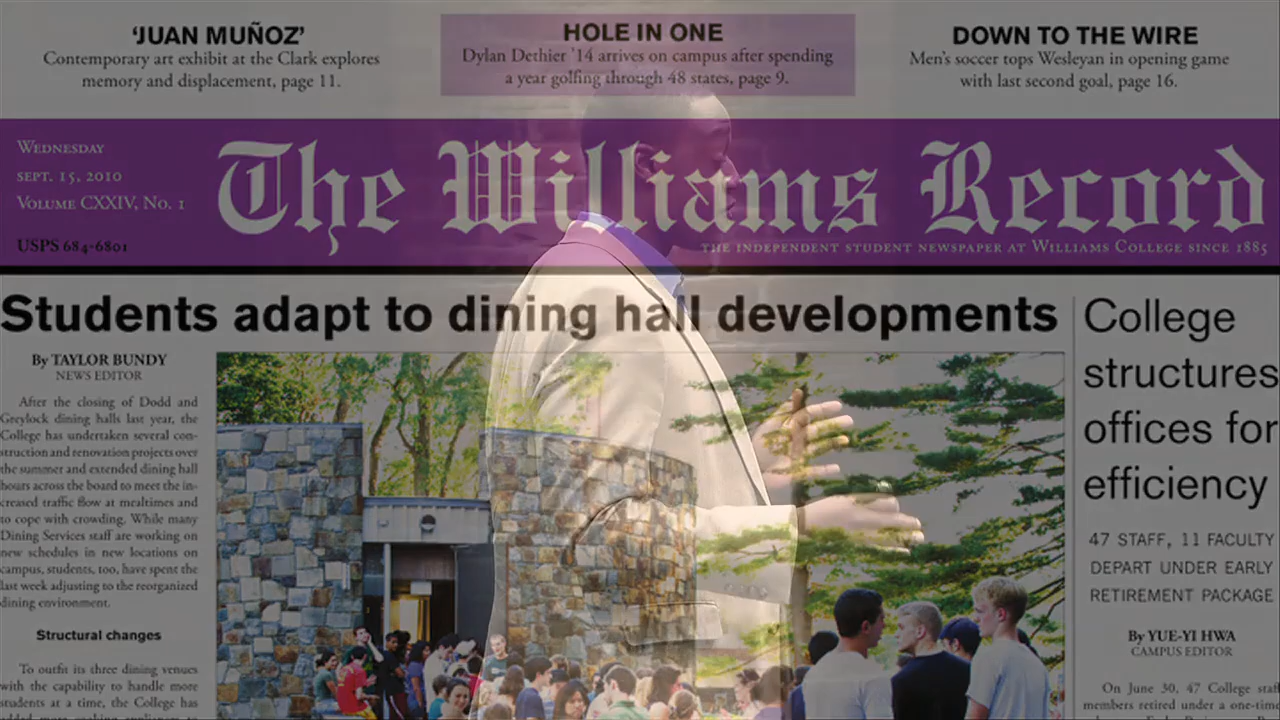 ‘JUAN MUÑOZ’
Contemporary art exhibit at the Clark explores
memory and displacement, page 11.
HOLE IN ONE
Dylan Dethier '14 arrives on campus after spending
a year golfing through 48 states, page 9.
DOWN TO THE WIRE
Men's soccer tops Wesleyan in opening game
with last second goal, page 16.
WEDNESDAY
SEPT. 15, 2010
VOLUME CXXIV, NO. 1
USPS 684-6801
The Williams Record
THE INDEPENDENT STUDENT NEWSPAPER AT WILLIAMS COLLEGE SINCE 1885
Students adapt to dining hall developments
By TAYLOR BUNDY
NEWS EDITOR
After the closing of Dodd and
Greylock dining halls last year, the
College has undertaken several con-
struction and renovation projects over
the summer and extended dining hall
hours across the board to meet the in-
creased traffic flow at mealtimes and
to cope with crowding. While many
Dining Services staff are working on
new schedules in new locations on
campus, students, too, have spent the
last week adjusting to the reorganized
dining environment.
Structural changes
To outfit its three dining venues
with the capability to handle more
students at a time, the College has
College
structures
offices for
efficiency
47 STAFF, 11 FACULTY
DEPART UNDER EARLY
RETIREMENT PACKAGE
By YUE-YI HWA
CAMPUS EDITOR
On June 30, 47 College staff
members retired under a one-time